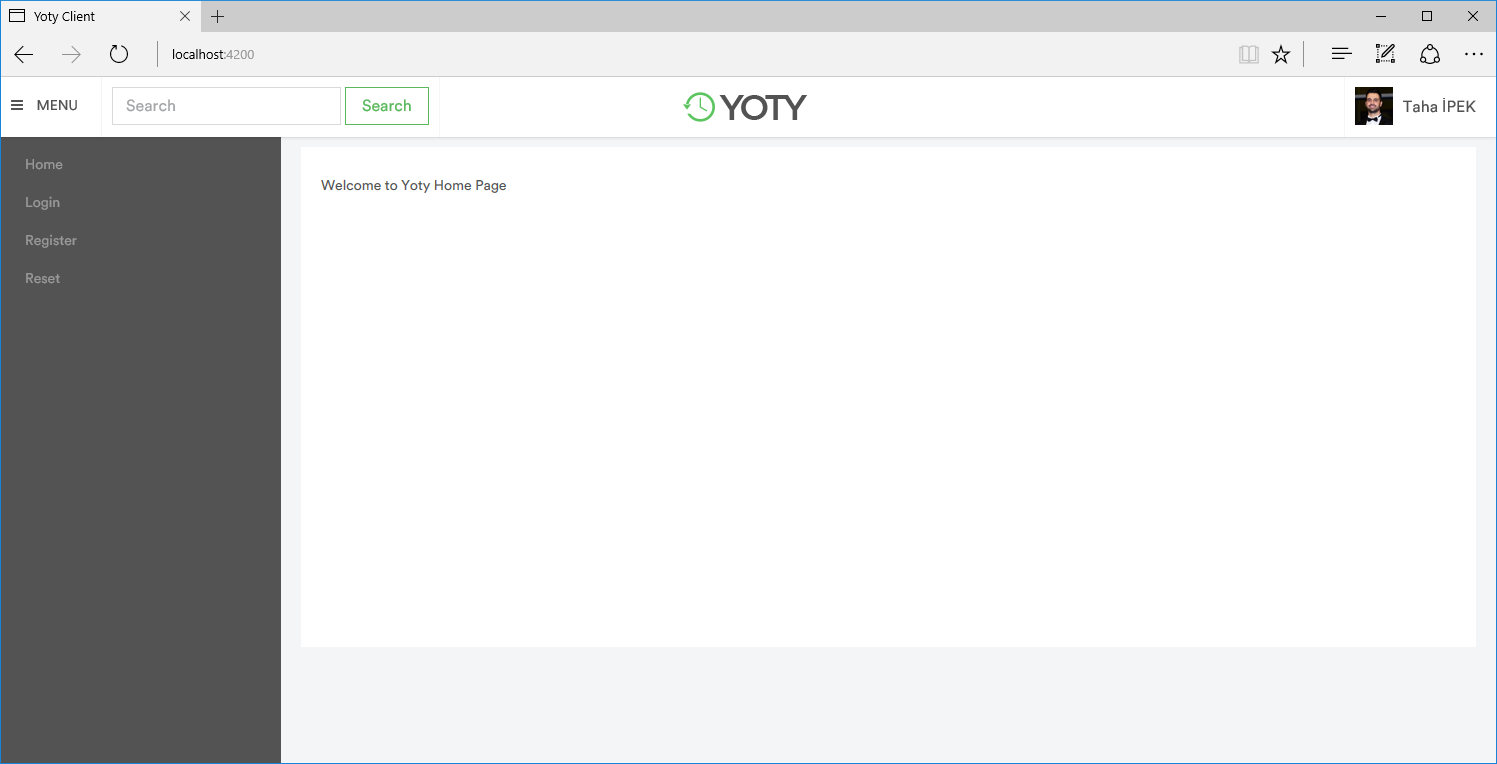 Yoty Client
localhost:4200
MENU
Search
Search
YOTY
Taha İPEK
Home
Login
Register
Reset
Welcome to Yoty Home Page